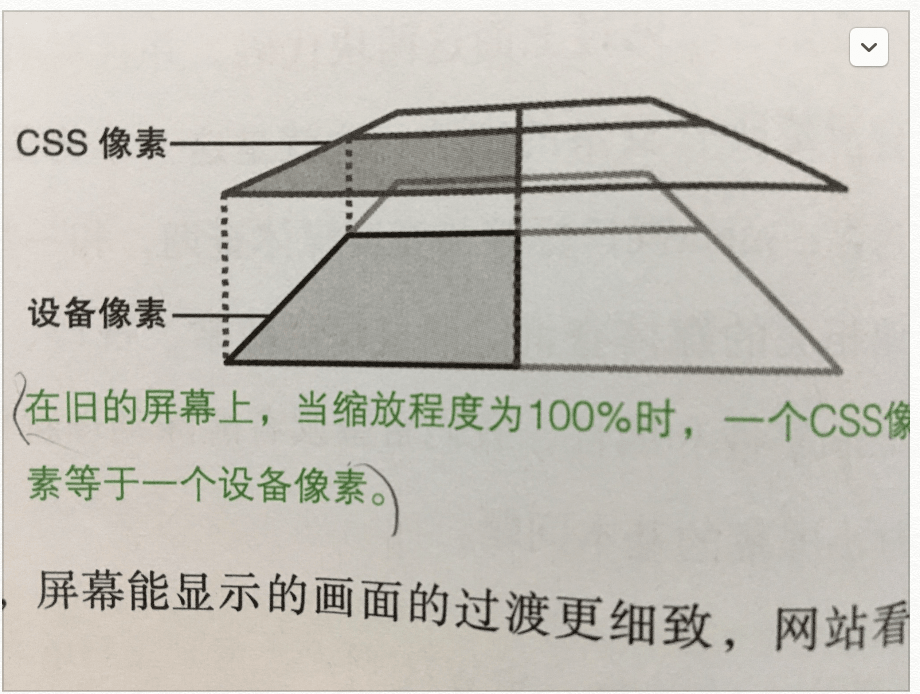 CSS 像素
设备像素
在旧的屏幕上，当缩放程度为100%时，一个CSS像
素等于一个设备像素。
，屏幕能显示的画面的过渡更细致，网站看